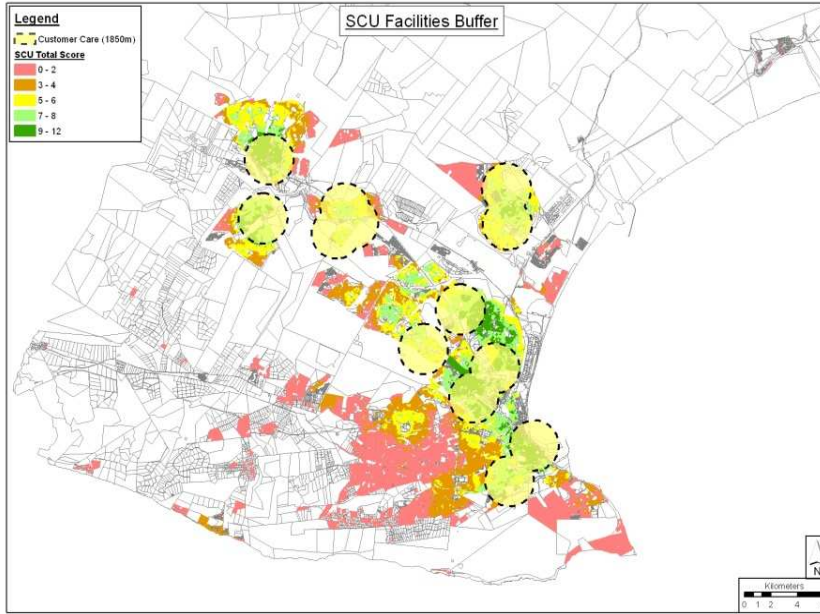 SCU Facilities Buffer
Legend
Customer Care (1850m)
SCU Total Score
0 - 2
3 - 4
5 - 6
7 - 8
9 - 12
N
Kilometers
0 1 2 4